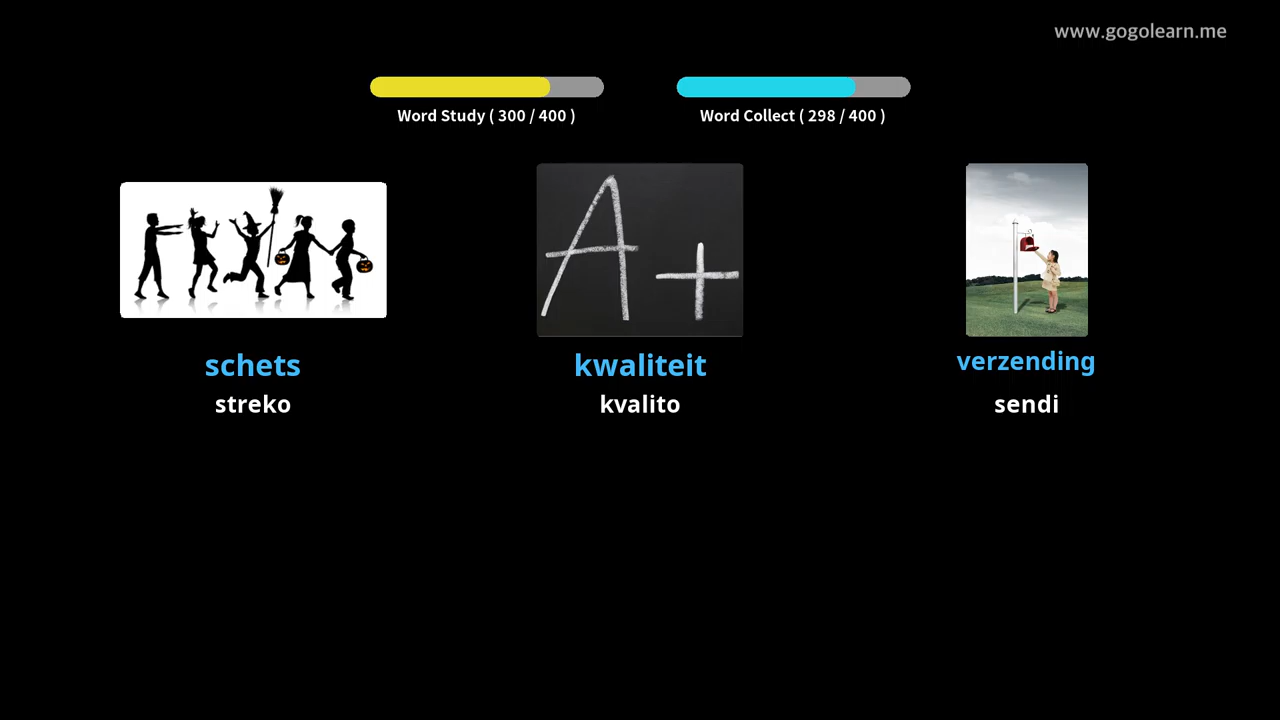 www.gogolearn.me
Word Study ( 300 / 400 )
Word Collect ( 298 / 400 )
A+
schets
kwaliteit
verzending
streko
kvalito
sendi